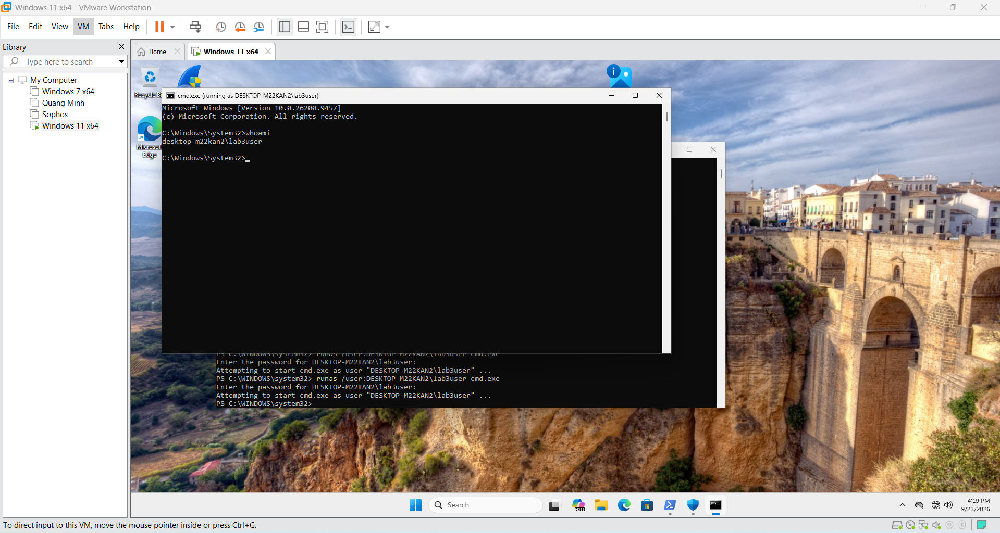 Windows 11 x64 - VMware Workstation
File Edit View VM Tabs Help
Library
Type here to search
My Computer
Windows 7 x64
Quang Minh
Sophos
Windows 11 x64
Home
Windows 11 x64
Recycle Bi
Microsof
Edge
cmd.exe (running as DESKTOP-M22KAN2\lab3user)
Microsoft Windows [Version 10.0.26200.9457]
(c) Microsoft Corporation. All rights reserved.
C:\Windows\System32>whoami
desktop-m22kan2\lab3user
C:\Windows\System32>
PS C:\WINDOWS\system32> runas /user:DESKTOP-M22KAN2\lab3user cmd.exe
Enter the password for DESKTOP-M22KAN2\lab3user:
Attempting to start cmd.exe as user "DESKTOP-M22KAN2\lab3user" ...
PS C:\WINDOWS\system32> runas /user:DESKTOP-M22KAN2\lab3user cmd.exe
Enter the password for DESKTOP-M22KAN2\lab3user:
Attempting to start cmd.exe as user "DESKTOP-M22KAN2\lab3user" ...
PS C:\WINDOWS\system32>
Search
M365
4:19 PM
9/23/2026
To direct input to this VM, move the mouse pointer inside or press Ctrl+G.